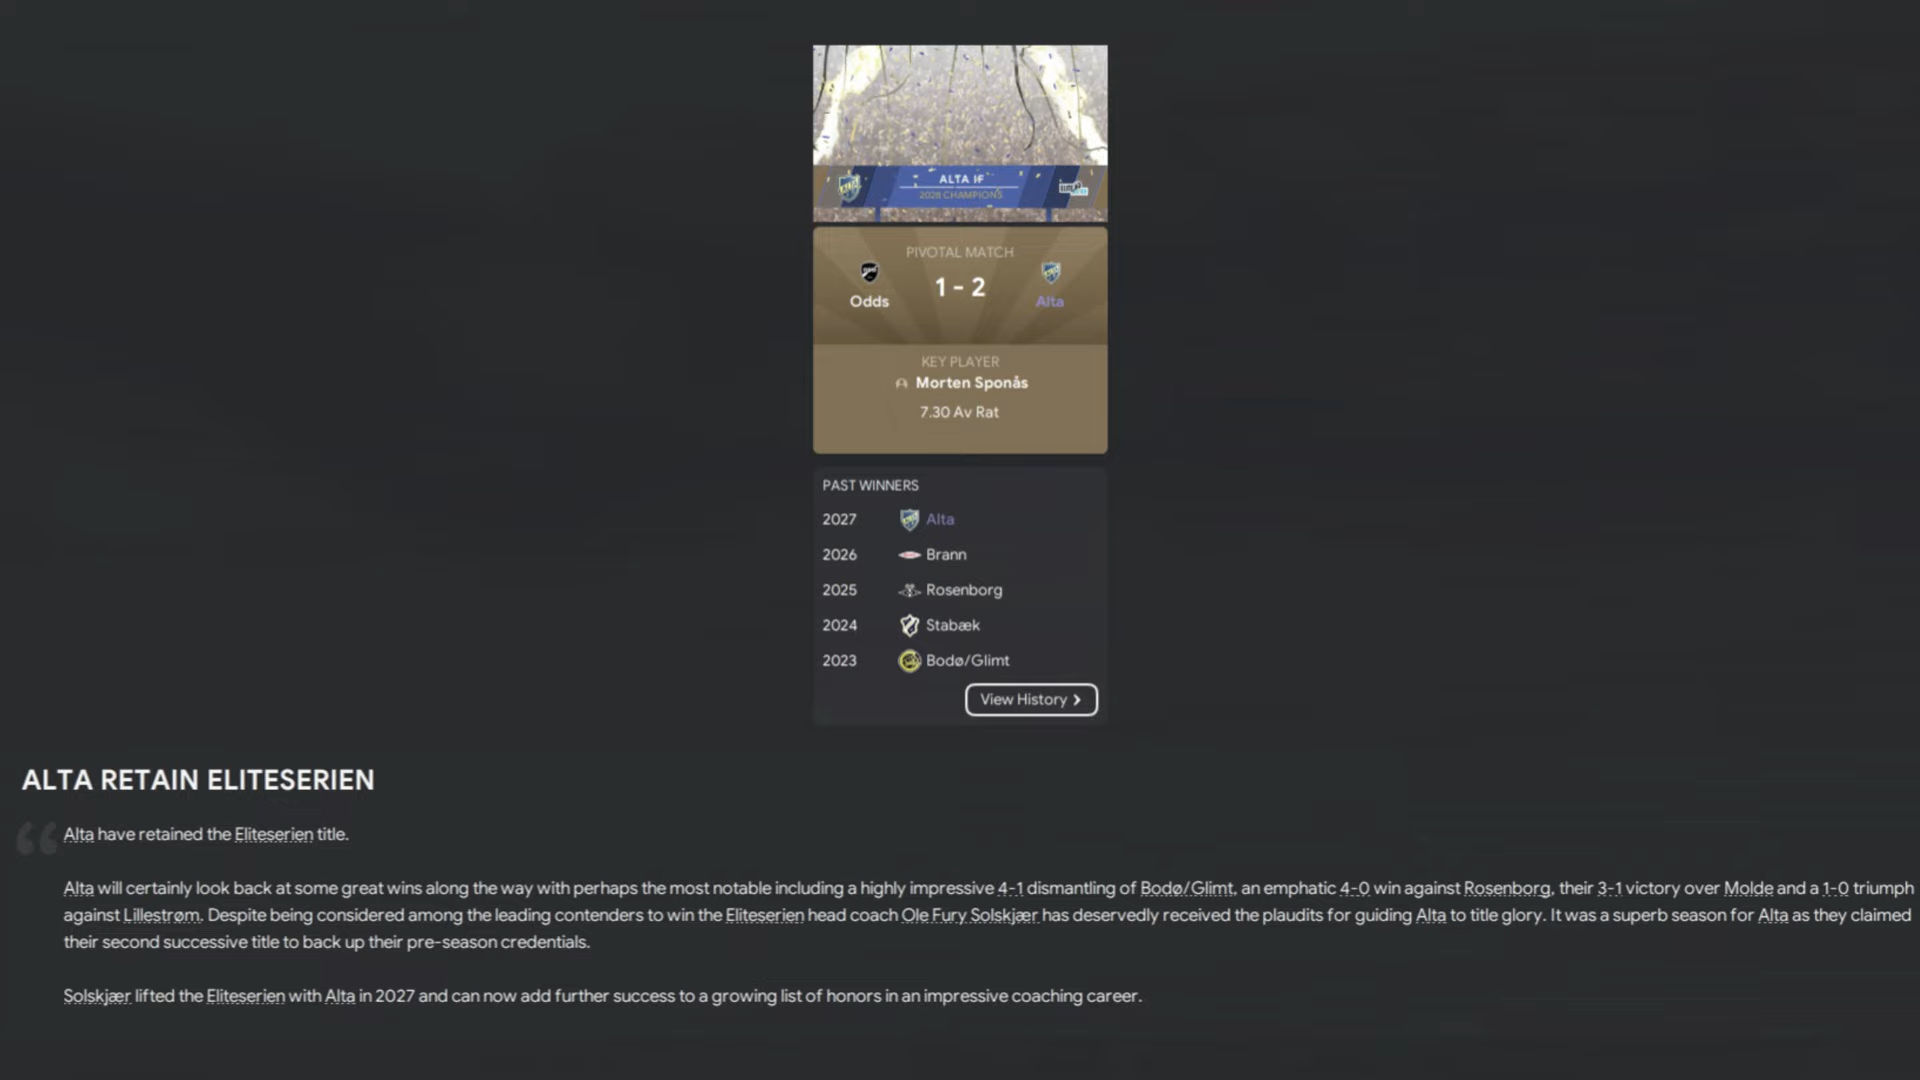 ALTA IF
2028 CHAMPIONS
PIVOTAL MATCH
1 - 2
Odds
Alta
KEY PLAYER
Morten Sponås
7.30 Av Rat
PAST WINNERS
2027 Alta
2026 Brann
2025 Rosenborg
2024 Stabæk
2023 Bodø/Glimt
View History
ALTA RETAIN ELITESERIEN
Alta have retained the Eliteserien title.
Alta will certainly look back at some great wins along the way with perhaps the most notable including a highly impressive 4-1 dismantling of Bodø/Glimt, an emphatic 4-0 win against Rosenborg, their 3-1 victory over Molde and a 1-0 triumph
against Lillestrøm. Despite being considered among the leading contenders to win the Eliteserien head coach Ole Fury Solskjær has deservedly received the plaudits for guiding Alta to title glory. It was a superb season for Alta as they claimed
their second successive title to back up their pre-season credentials.
Solskjær lifted the Eliteserien with Alta in 2027 and can now add further success to a growing list of honors in an impressive coaching career.